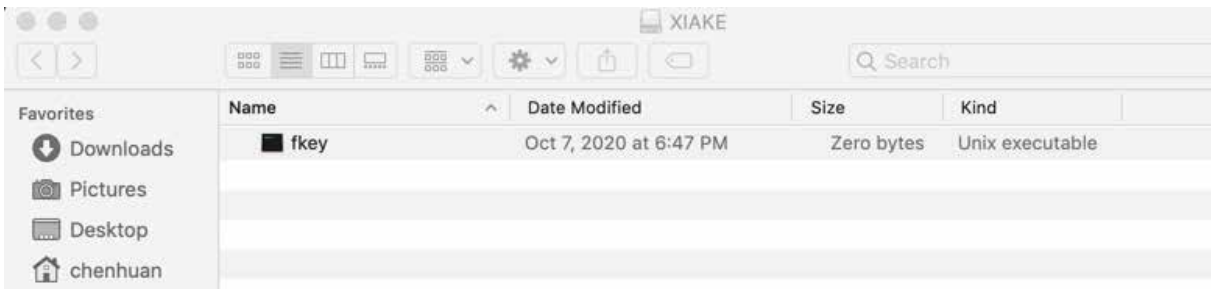 XIAKE
Search
Favorites
Downloads
Pictures
Desktop
chenhuan
Name Date Modified Size Kind
fkey Oct 7, 2020 at 6:47 PM Zero bytes Unix executable